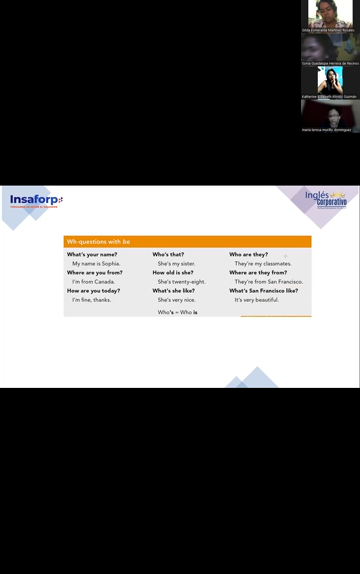 Insaforp
Inglés
Corporativo
Wh-questions with be
What's your name?
My name is Sophia.
Where are you from?
I'm from Canada.
How are you today?
I'm fine, thanks.
Who's that?
She's my sister.
How old is she?
She's twenty-eight.
What's she like?
She's very nice.
Who are they?
They're my classmates.
Where are they from?
They're from San Francisco.
What's San Francisco like?
It's very beautiful.
Who's = Who is